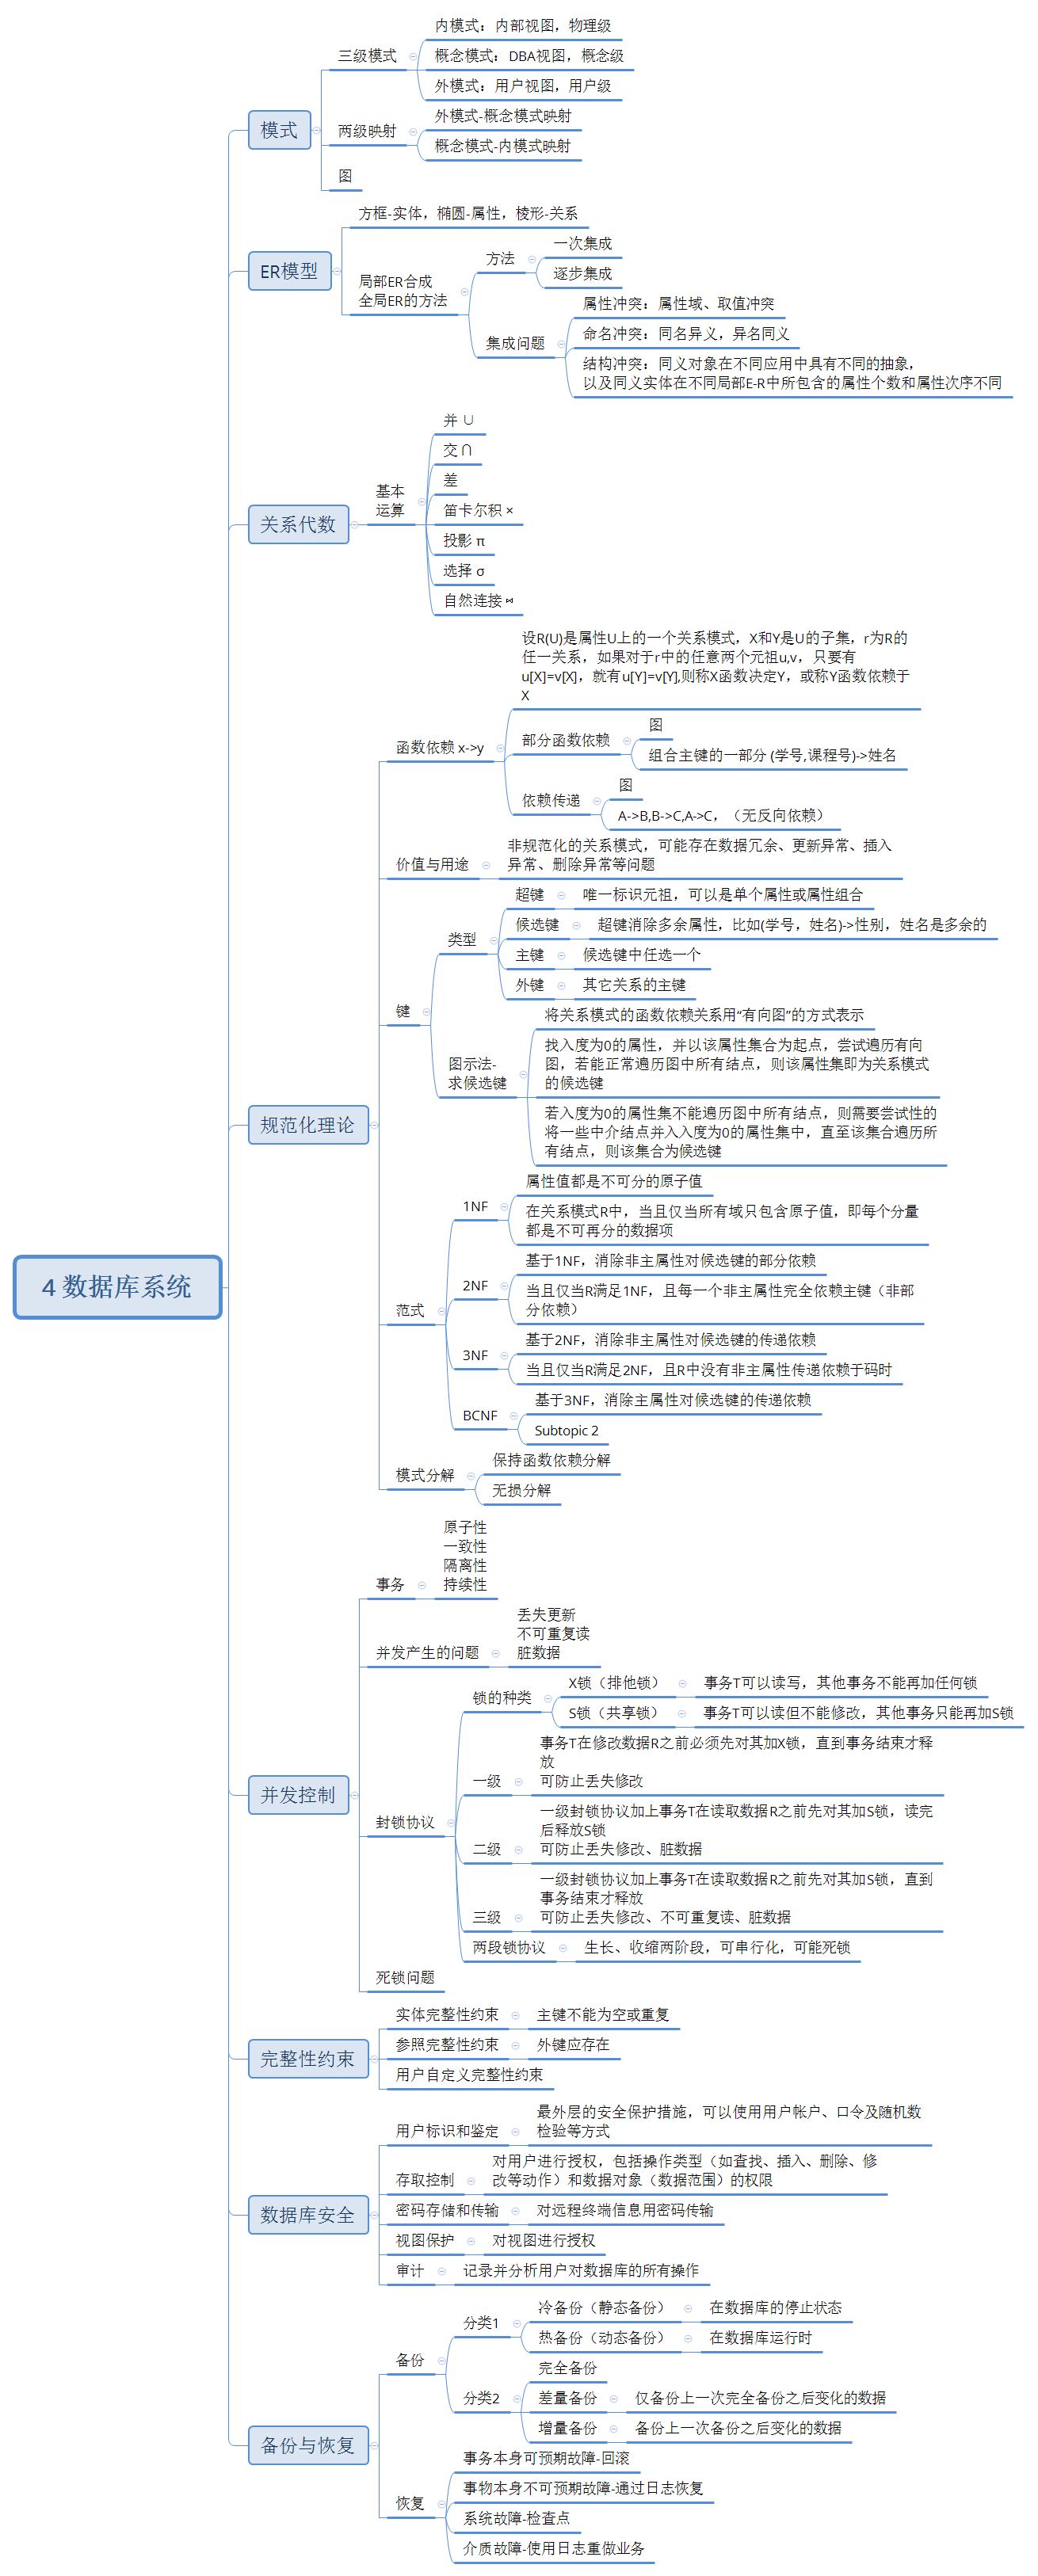 4 数据库系统
模式
三级模式
内模式：内部视图，物理级
概念模式：DBA视图，概念级
外模式：用户视图，用户级
两级映射
外模式-概念模式映射
概念模式-内模式映射
图
ER模型
方框-实体，椭圆-属性，棱形-关系
局部ER合成
全局ER的方法
方法
一次集成
逐步集成
集成问题
属性冲突：属性域、取值冲突
命名冲突：同名异义，异名同义
结构冲突：同义对象在不同应用中具有不同的抽象，
以及同义实体在不同局部E-R中所包含的属性个数和属性次序不同
关系代数
基本
运算
并 ∪
交 ∩
差
笛卡尔积 ×
投影 π
选择 σ
自然连接 ⋈
规范化理论
函数依赖 x->y
设R(U)是属性U上的一个关系模式，X和Y是U的子集，r为R的
任一关系，如果对于r中的任意两个元祖u,v，只要有
u[X]=v[X]，就有u[Y]=v[Y],则称X函数决定Y，或称Y函数依赖于
X
部分函数依赖
图
组合主键的一部分 (学号,课程号)->姓名
依赖传递
图
A->B,B->C,A->C，（无反向依赖）
价值与用途
非规范化的关系模式，可能存在数据冗余、更新异常、插入
异常、删除异常等问题
键
类型
超键
唯一标识元祖，可以是单个属性或属性组合
候选键
超键消除多余属性，比如(学号，姓名)->性别，姓名是多余的
主键
候选键中任选一个
外键
其它关系的主键
图示法-
求候选键
将关系模式的函数依赖关系用“有向图”的方式表示
找入度为0的属性，并以该属性集合为起点，尝试遍历有向
图，若能正常遍历图中所有结点，则该属性集即为关系模式
的候选键
若入度为0的属性集不能遍历图中所有结点，则需要尝试性的
将一些中介结点并入入度为0的属性集中，直至该集合遍历所
有结点，则该集合为候选键
范式
1NF
属性值都是不可分的原子值
在关系模式R中，当且仅当所有域只包含原子值，即每个分量
都是不可再分的数据项
2NF
基于1NF，消除非主属性对候选键的部分依赖
当且仅当R满足1NF，且每一个非主属性完全依赖主键（非部
分依赖）
3NF
基于2NF，消除非主属性对候选键的传递依赖
当且仅当R满足2NF，且R中没有非主属性传递依赖于码时
BCNF
基于3NF，消除主属性对候选键的传递依赖
Subtopic 2
模式分解
保持函数依赖分解
无损分解
并发控制
事务
原子性
一致性
隔离性
持续性
并发产生的问题
丢失更新
不可重复读
脏数据
封锁协议
锁的种类
X锁（排他锁）
事务T可以读写，其他事务不能再加任何锁
S锁（共享锁）
事务T可以读但不能修改，其他事务只能再加S锁
一级
事务T在修改数据R之前必须先对其加X锁，直到事务结束才释
放
可防止丢失修改
二级
一级封锁协议加上事务T在读取数据R之前先对其加S锁，读完
后释放S锁
可防止丢失修改、脏数据
三级
一级封锁协议加上事务T在读取数据R之前先对其加S锁，直到
事务结束才释放
可防止丢失修改、不可重复读、脏数据
两段锁协议
生长、收缩两阶段，可串行化，可能死锁
死锁问题
完整性约束
实体完整性约束
主键不能为空或重复
参照完整性约束
外键应存在
用户自定义完整性约束
数据库安全
用户标识和鉴定
最外层的安全保护措施，可以使用用户帐户、口令及随机数
检验等方式
存取控制
对用户进行授权，包括操作类型（如查找、插入、删除、修
改等动作）和数据对象（数据范围）的权限
密码存储和传输
对远程终端信息用密码传输
视图保护
对视图进行授权
审计
记录并分析用户对数据库的所有操作
备份与恢复
备份
分类1
冷备份（静态备份）
在数据库的停止状态
热备份（动态备份）
在数据库运行时
分类2
完全备份
差量备份
仅备份上一次完全备份之后变化的数据
增量备份
备份上一次备份之后变化的数据
恢复
事务本身可预期故障-回滚
事物本身不可预期故障-通过日志恢复
系统故障-检查点
介质故障-使用日志重做业务